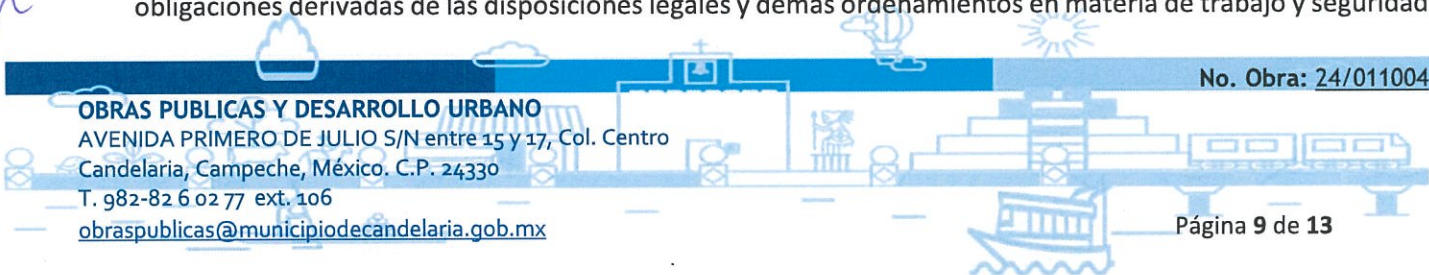 obligaciones derivadas de las disposiciones legales y demás ordenamientos en materia de trabajo y seguridad
No. Obra: 24/011004
OBRAS PUBLICAS Y DESARROLLO URBANO
AVENIDA PRIMERO DE JULIO S/N entre 15 y 17, Col. Centro
Candelaria, Campeche, México. C.P. 24330
T. 982-82 6 02 77 ext. 106
obraspublicas@municipiodecandelaria.gob.mx
Página 9 de 13